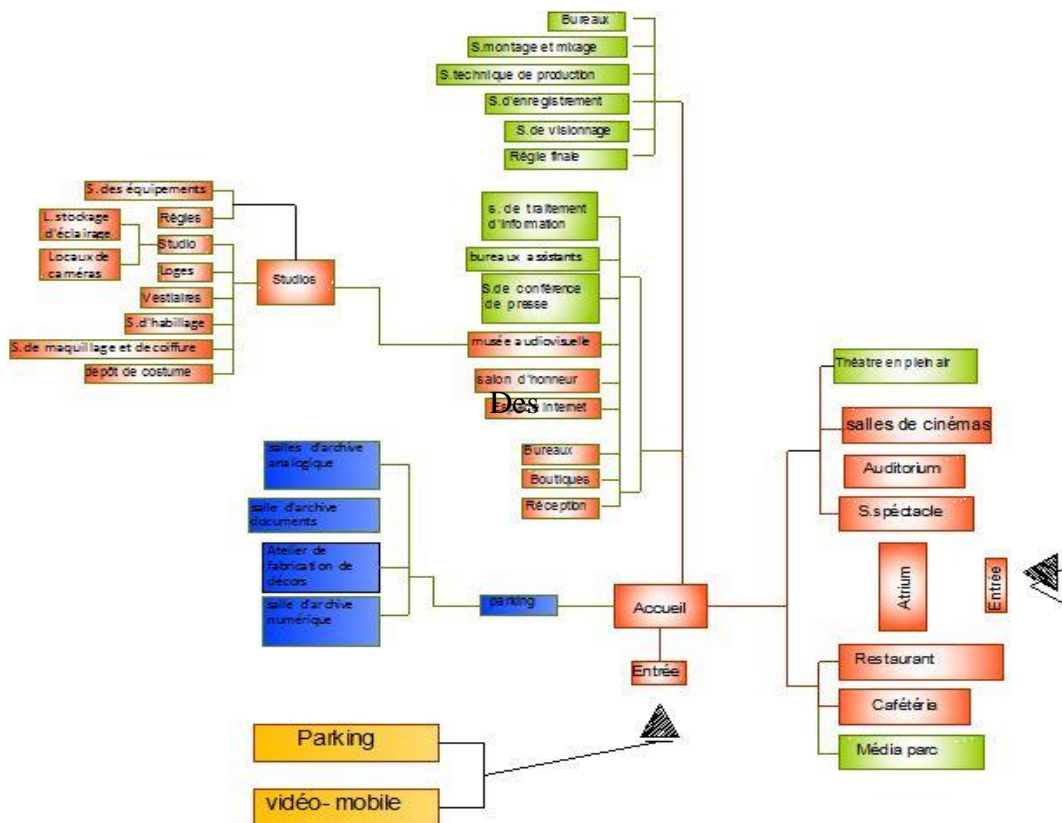 Bureaux
S.montage et mixage
S.technique de production
S.d'enregistrement
S.de visionnage
Régie finale
S.des équipements
Régies
L.stockage
d'éclairage
Studio
Locaux de
caméras
Loges
Vestiaires
S.d'habillage
S.de maquillage et decoiffure
depôt de costume
Studios
s. de traitement
d'information
bureaux assistants
S.de conférence
de presse
musée audiovisuelle
salon d'honneur
Des
internet
Bureaux
Boutiques
Réception
salles d'archive
analogique
salle d'archive
documents
Atelier de
fabrication de
décors
salle d'archive
numérique
parking
Accueil
Entrée
Théatre en plein air
salles de cinémas
Auditorium
S.spéctacle
Atrium
Entrée
Restaurant
Cafétéria
Média parc
Parking
vidéo- mobile